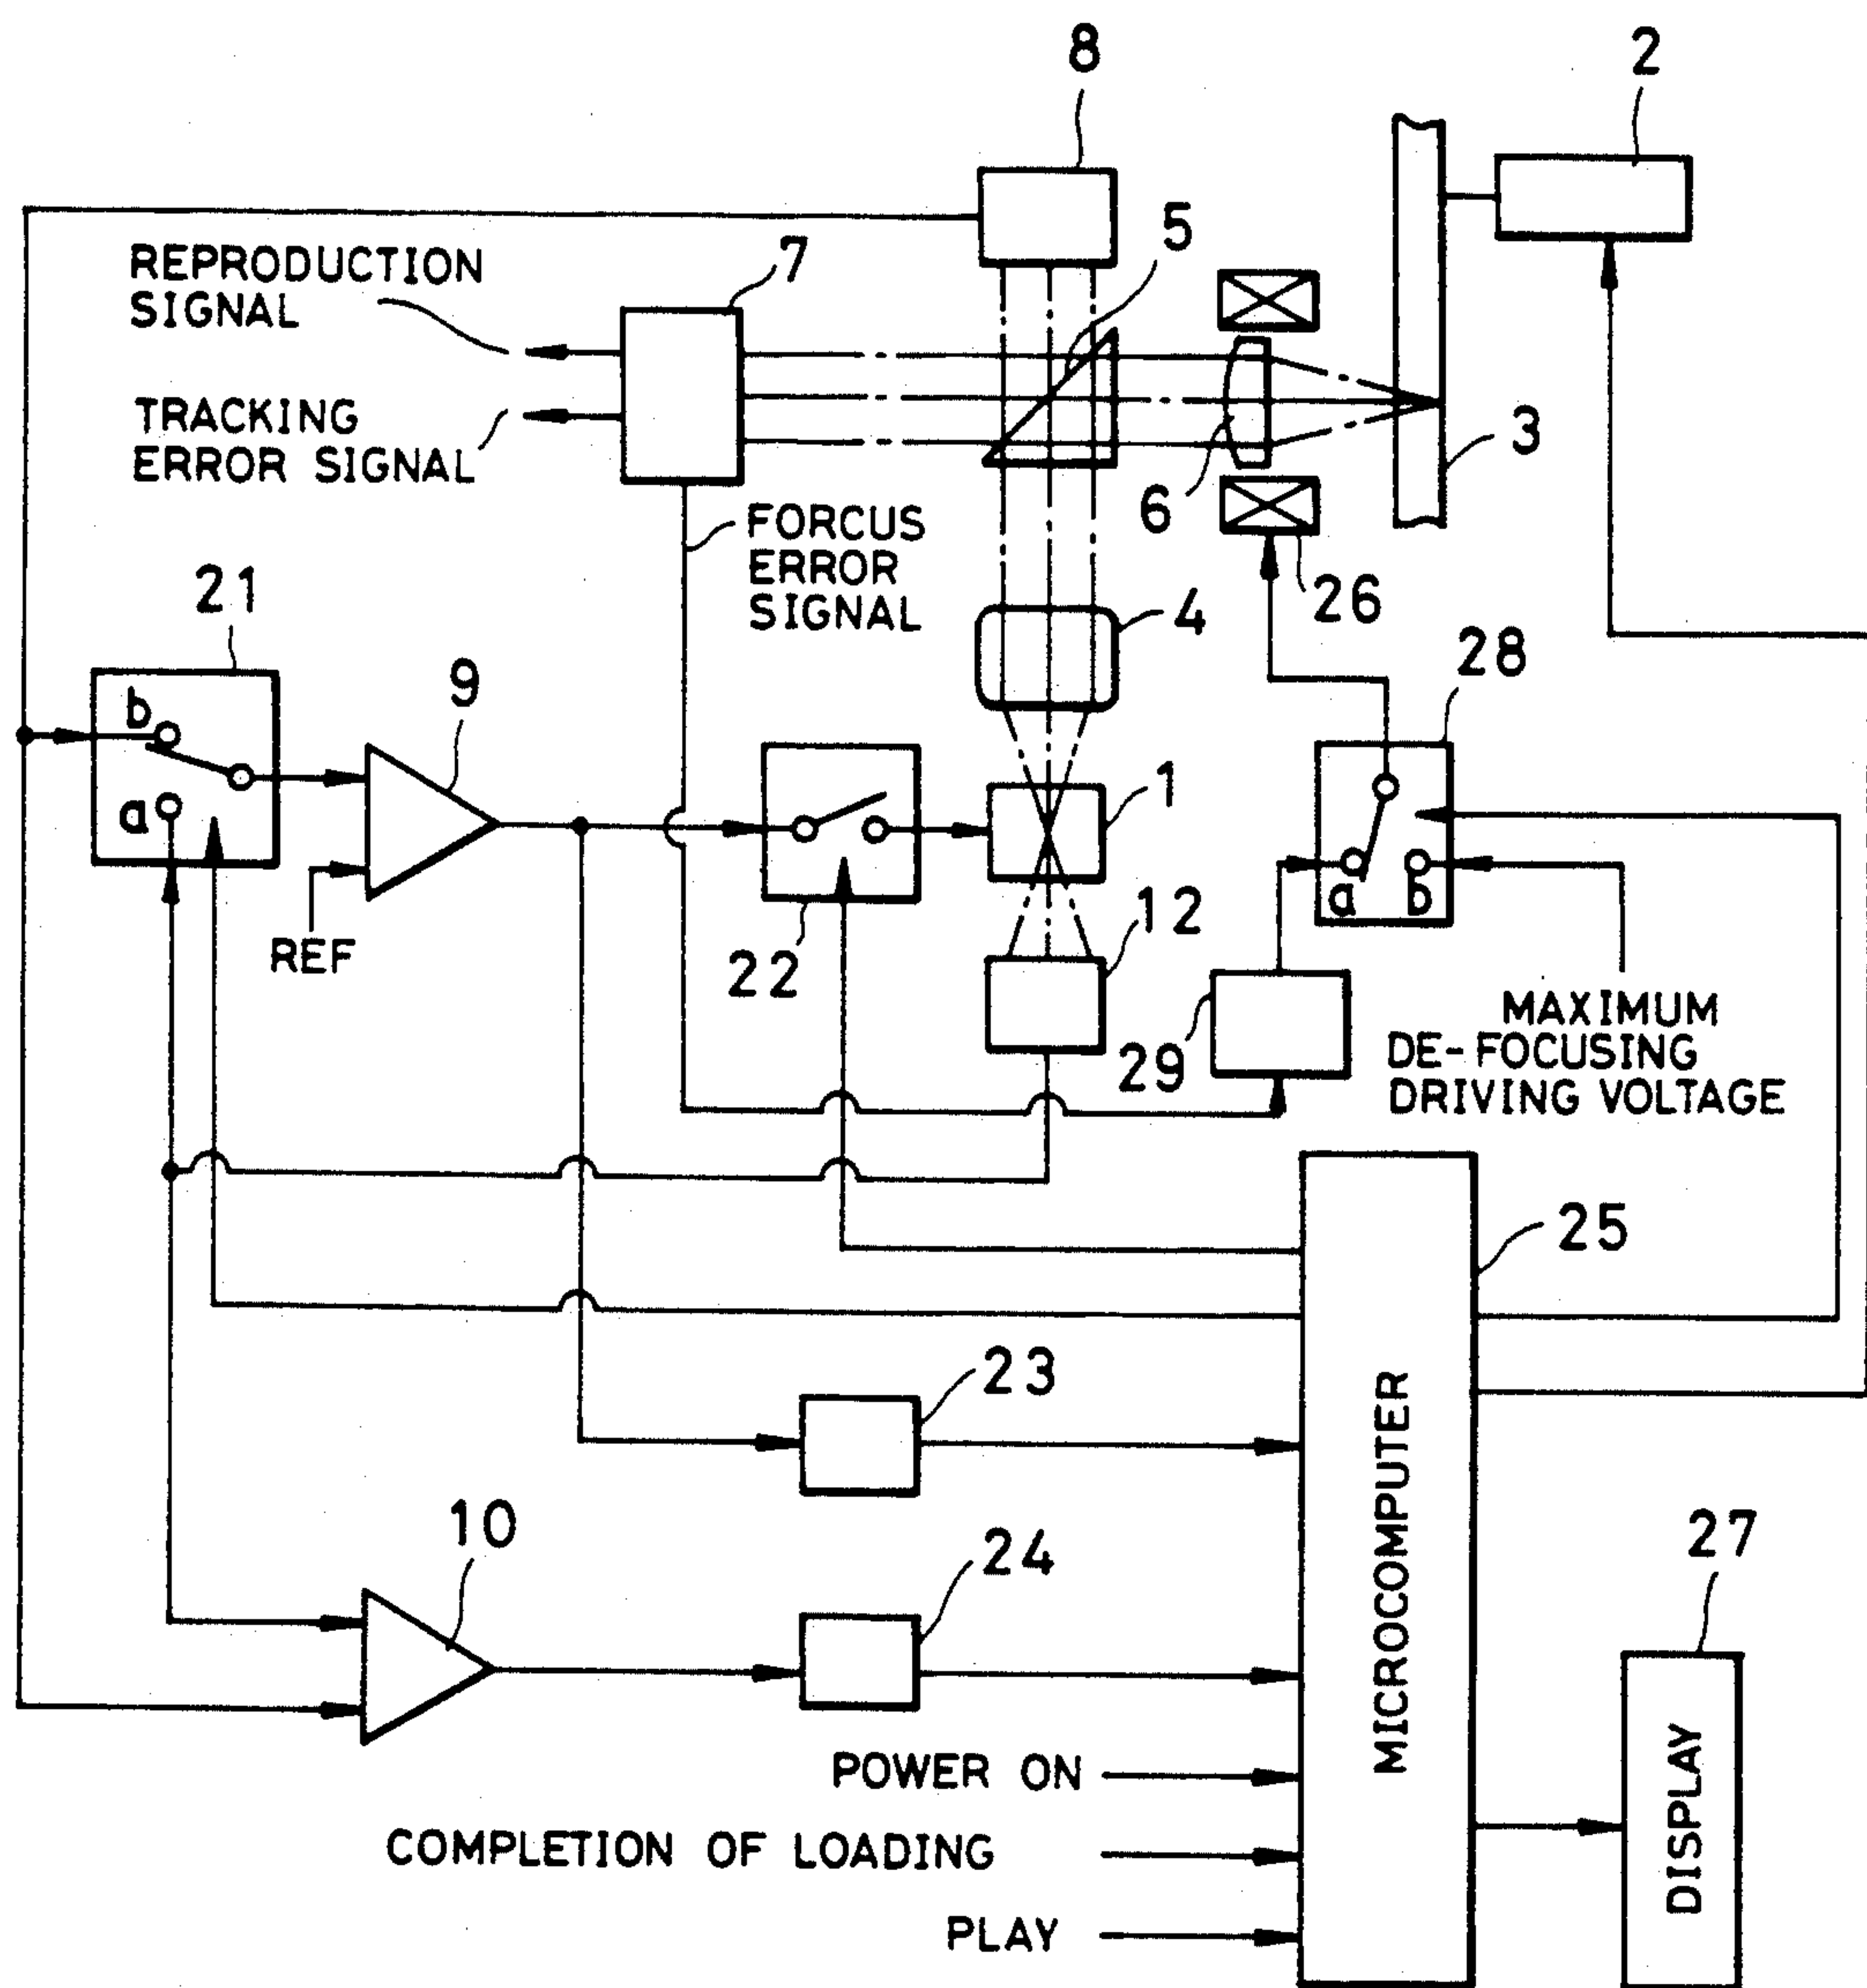 8
2
5
7
REPRODUCTION
SIGNAL
TRACKING
ERROR SIGNAL
3
6
FORCUS
ERROR
SIGNAL
26
4
21
28
9
b
a
1
REF
22
12
a b
29
MAXIMUM
DE-FOCUSING
DRIVING VOLTAGE
25
23
MICROCOMPUTER
10
24
27
POWER ON
COMPLETION OF LOADING
PLAY
DISPLAY